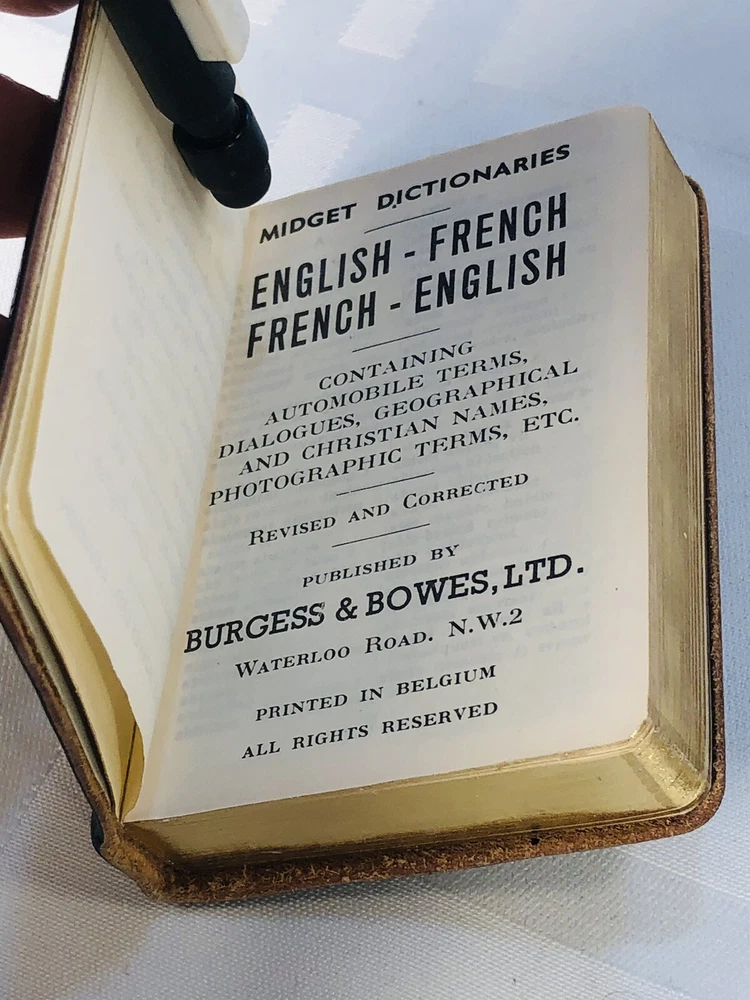 MIDGET DICTIONARIES
ENGLISH - FRENCH
FRENCH - ENGLISH
CONTAINING
AUTOMOBILE TERMS,
DIALOGUES, GEOGRAPHICAL
AND CHRISTIAN NAMES,
PHOTOGRAPHIC TERMS, ETC.
REVISED AND CORRECTED
PUBLISHED BY
BURGESS & BOWES, LTD.
WATERLOO ROAD. N.W.2
PRINTED IN BELGIUM
ALL RIGHTS RESERVED